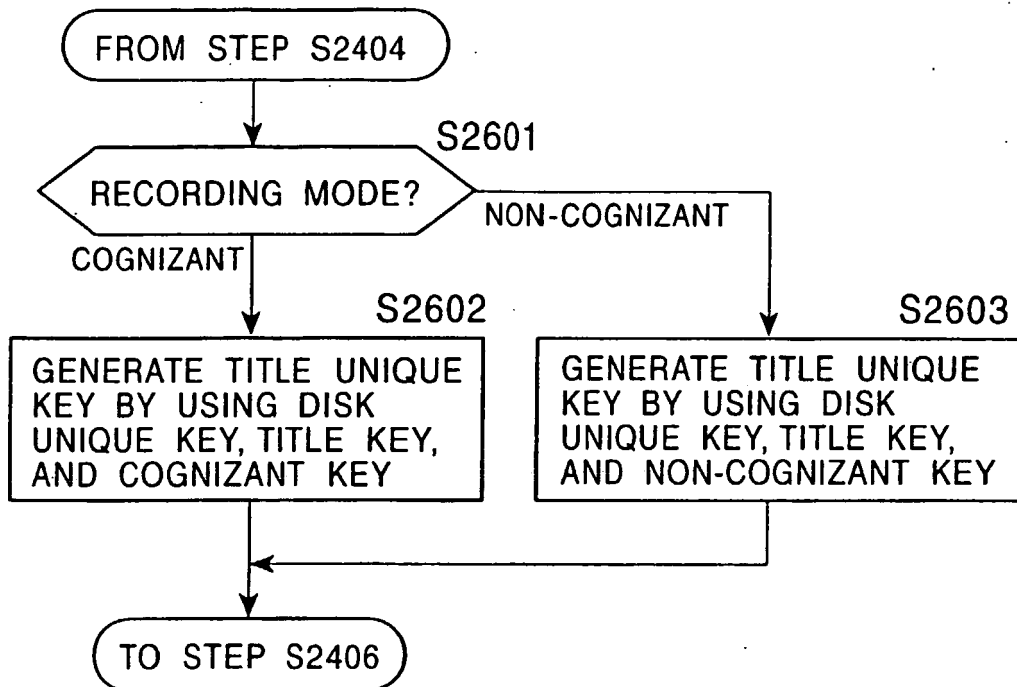 FROM STEP S2404
S2601
RECORDING MODE?
NON-COGNIZANT
COGNIZANT
S2602
GENERATE TITLE UNIQUE
KEY BY USING DISK
UNIQUE KEY, TITLE KEY,
AND COGNIZANT KEY
S2603
GENERATE TITLE UNIQUE
KEY BY USING DISK
UNIQUE KEY, TITLE KEY,
AND NON-COGNIZANT KEY
TO STEP S2406